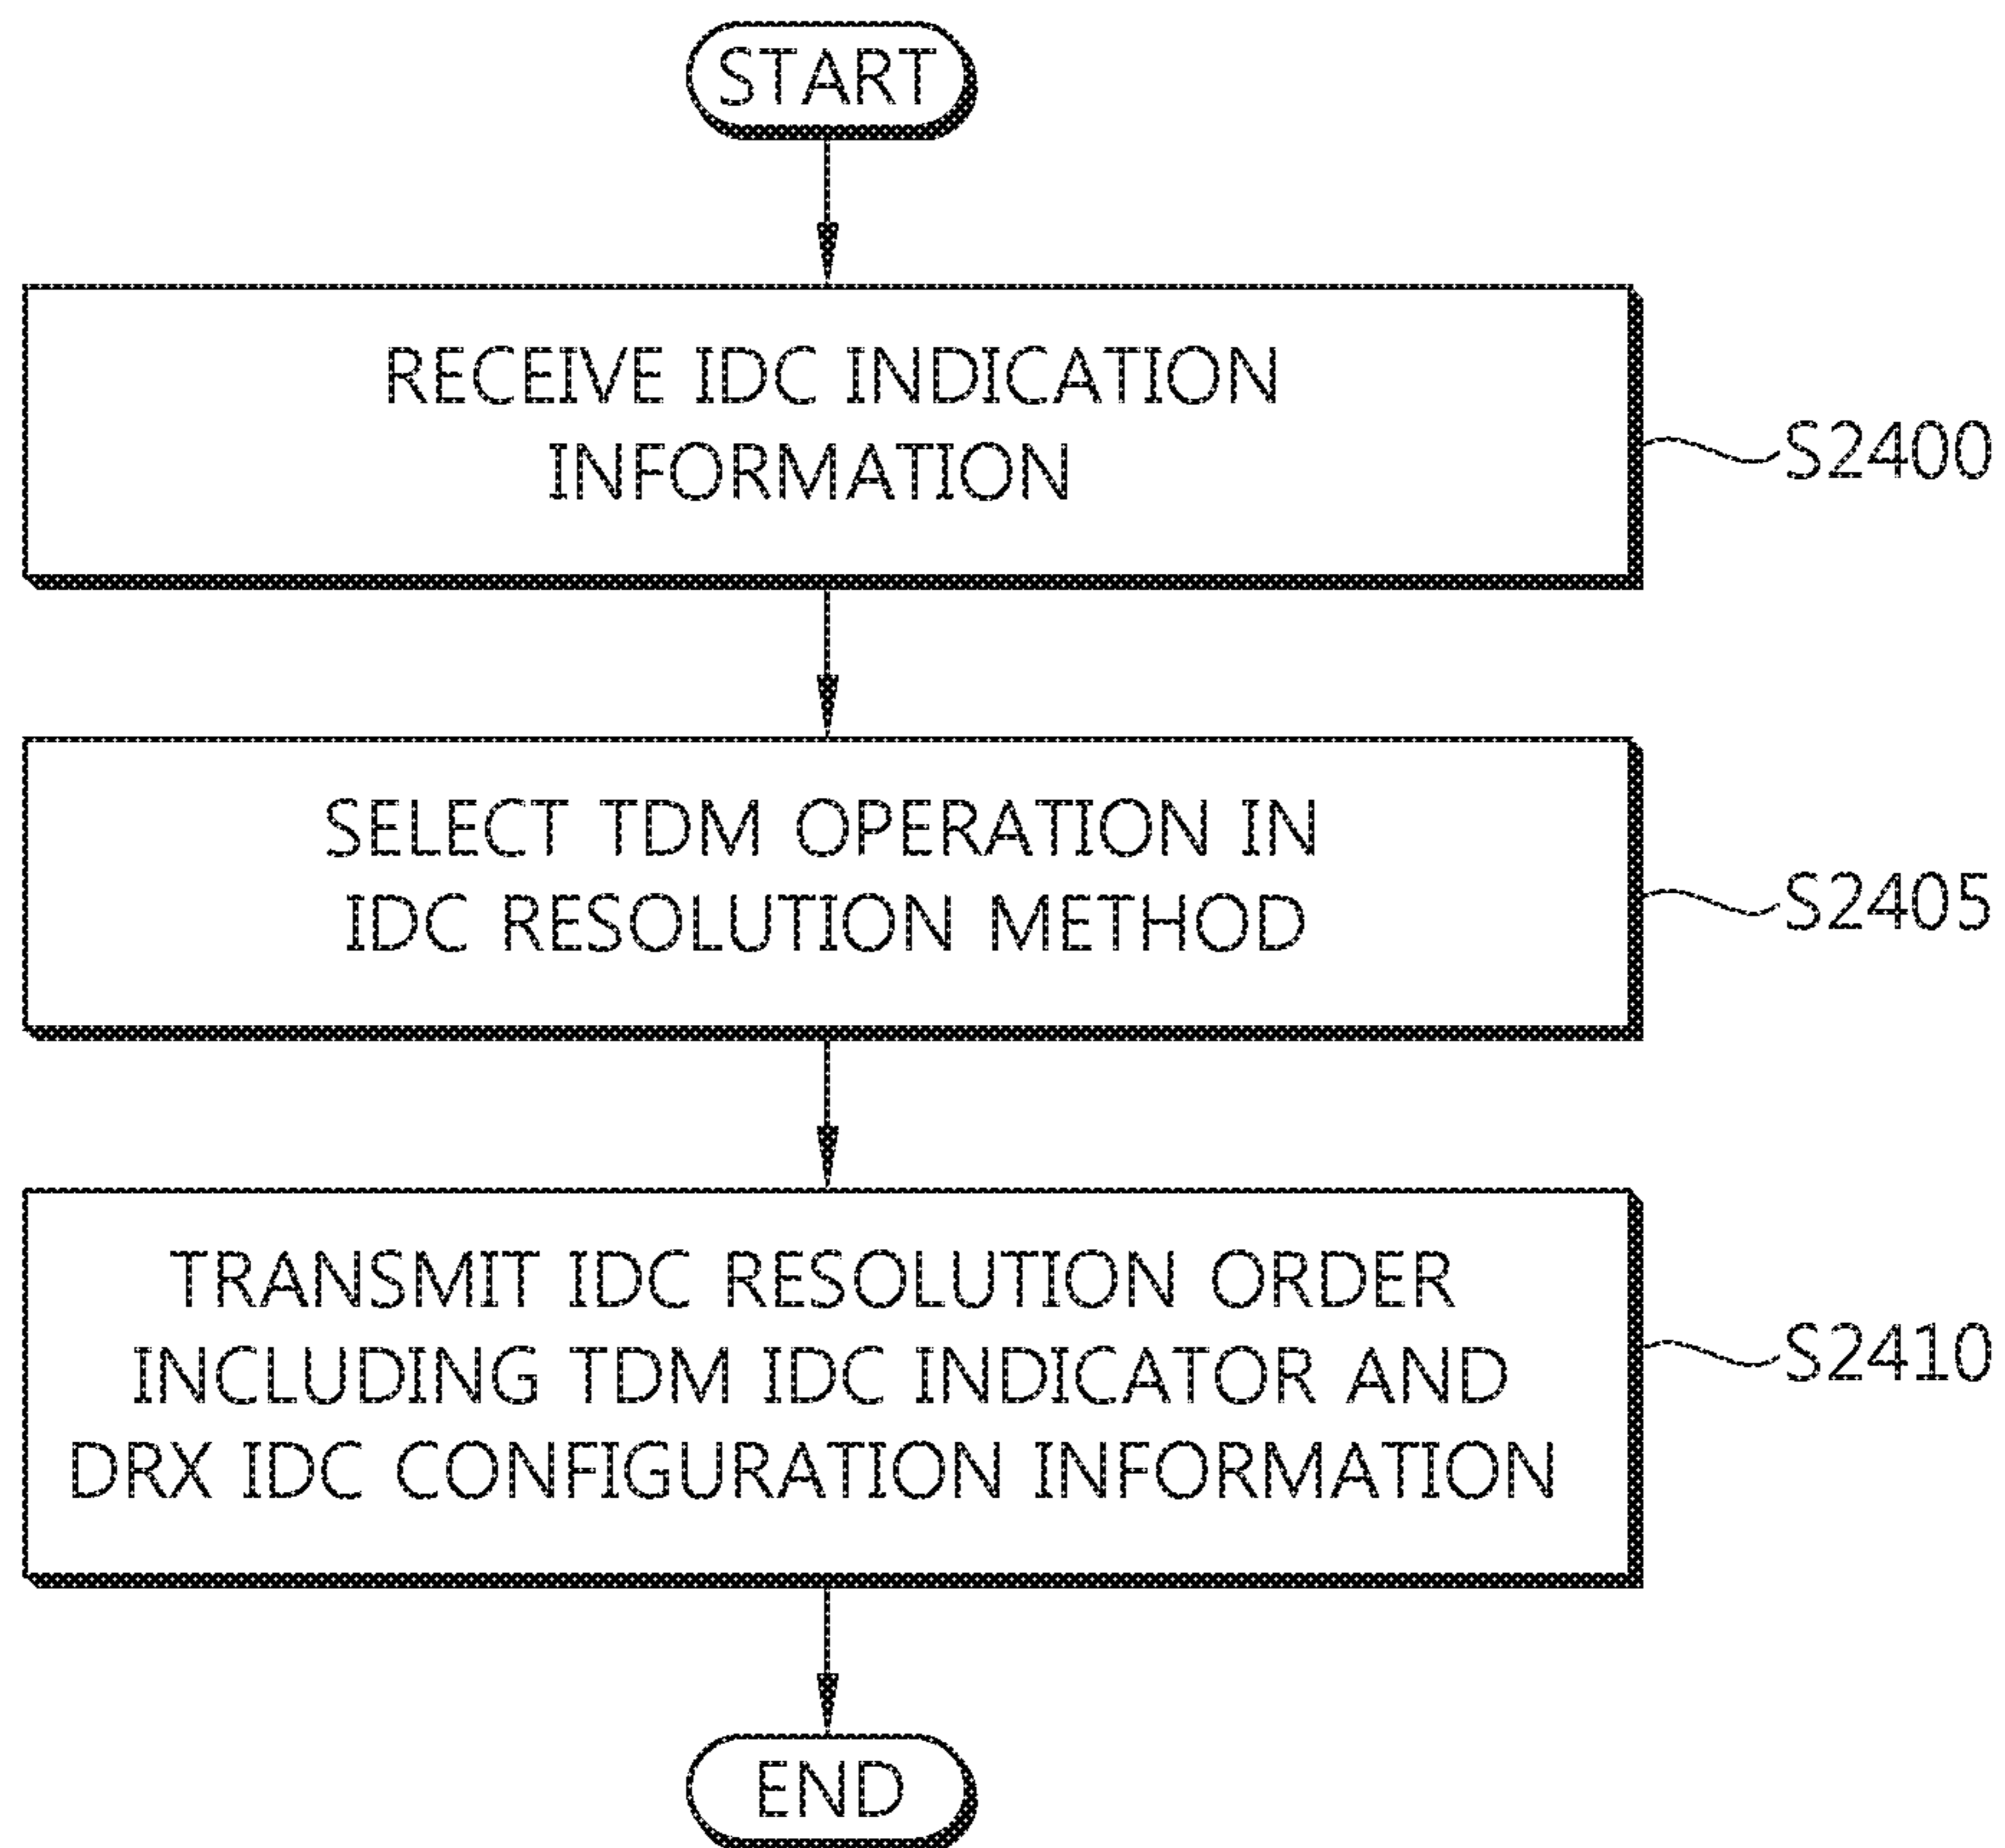 START
RECEIVE IDC INDICATION
INFORMATION
S2400
SELECT TDM OPERATION IN
IDC RESOLUTION METHOD
S2405
TRANSMIT IDC RESOLUTION ORDER
INCLUDING TDM IDC INDICATOR AND
DRX IDC CONFIGURATION INFORMATION
S2410
END